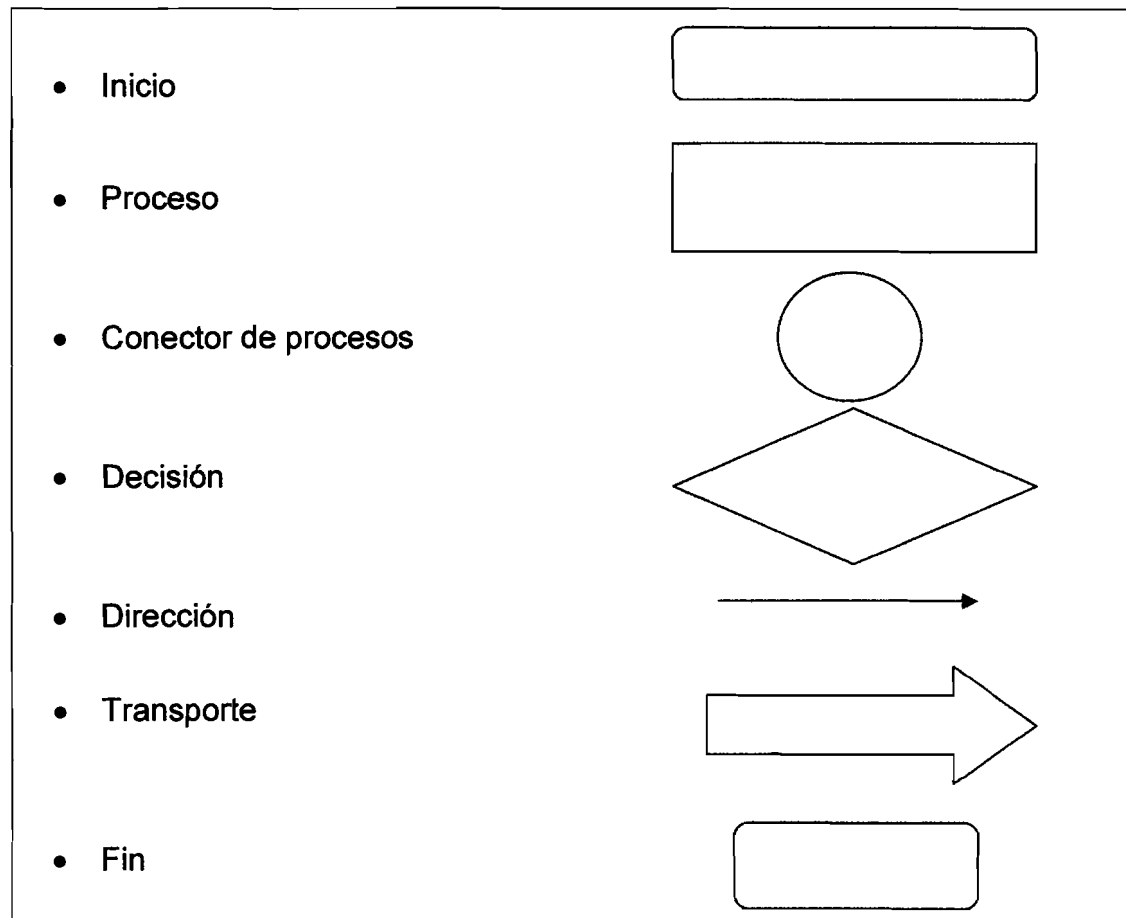 • Inicio
• Proceso
• Conector de procesos
• Decisión
• Dirección
• Transporte
• Fin